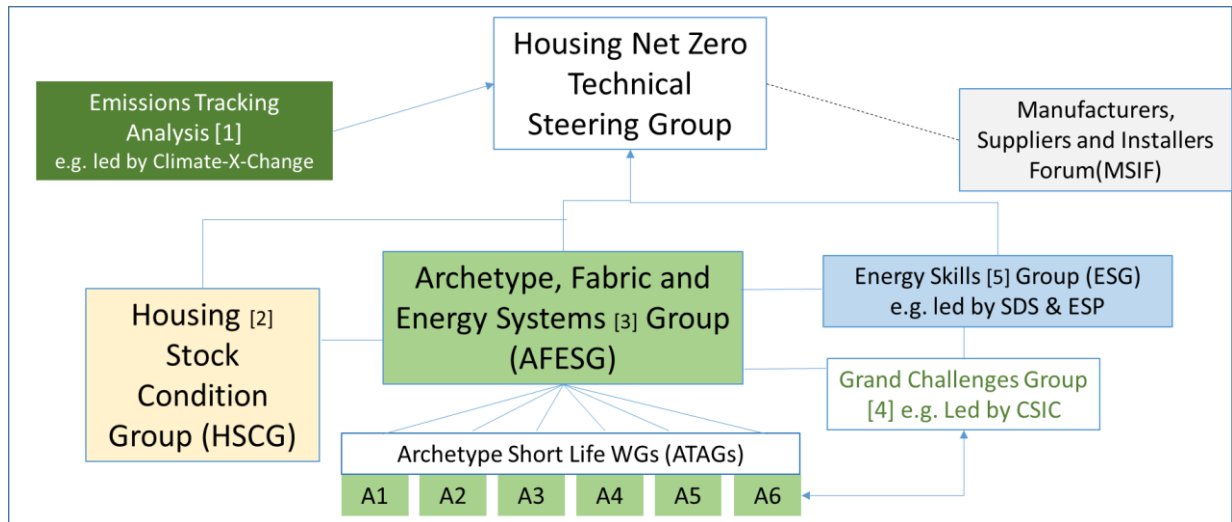 Housing Net Zero
Technical
Steering Group
Emissions Tracking
Analysis [1]
e.g. led by Climate-X-Change
Manufacturers,
Suppliers and Installers
Forum(MSIF)
Housing [2]
Stock
Condition
Group (HSCG)
Archetype, Fabric and
Energy Systems [3] Group
(AFESG)
Energy Skills [5] Group (ESG)
e.g. led by SDS & ESP
Grand Challenges Group
[4] e.g. Led by CSIC
Archetype Short Life WGs (ATAGs)
A1 A2 A3 A4 A5 A6